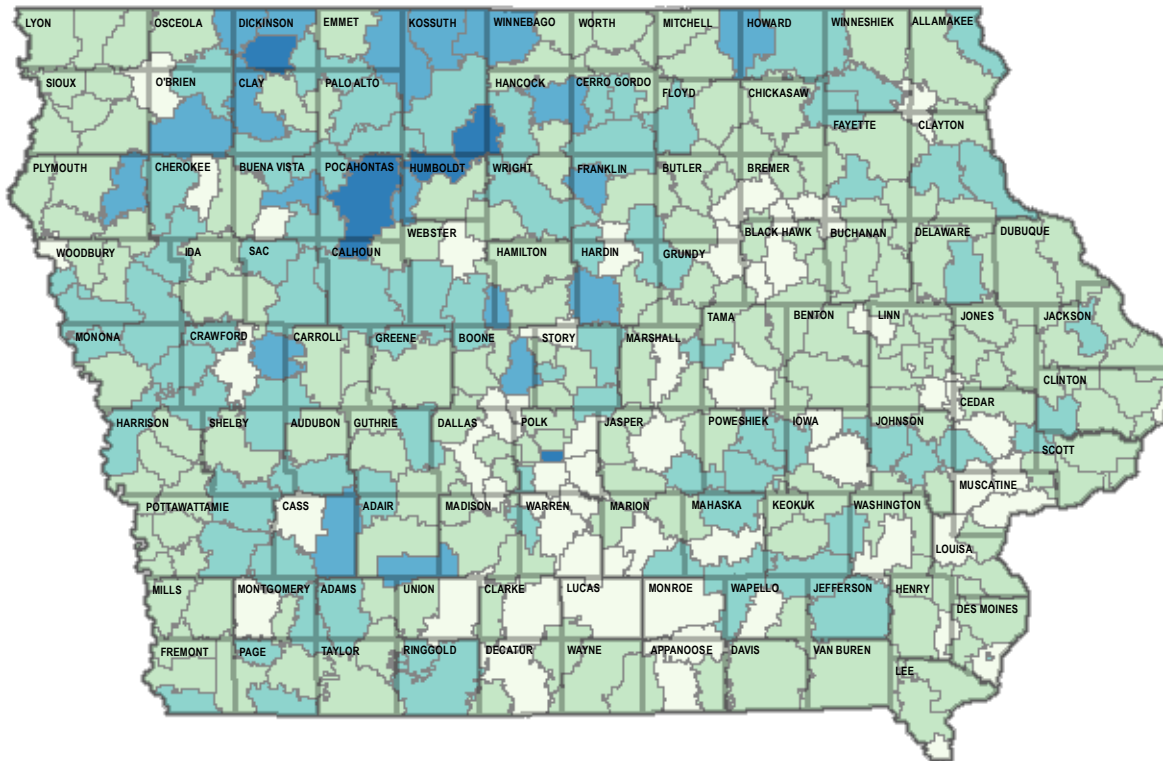 LYON OSCEOLA DICKINSON EMMET KOSSUTH WINNEBAGO WORTH MITCHELL HOWARD WINNESHIEK ALLAMAKEE
SIOUX O'BRIEN CLAY PALO ALTO HANCOCK CERRO GORDO FLOYD CHICKASAW
FAYETTE CLAYTON
PLYMOUTH CHEROKEE BUENA VISTA POCAHONTAS HUMBOLDT WRIGHT FRANKLIN BUTLER BREMER
WEBSTER BLACK HAWK BUCHANAN DELAWARE DUBUQUE
WOODBURY IDA SAC CALHOUN HAMILTON HARDIN GRUNDY
TAMA BENTON LINN JONES JACKSON
MONONA CRAWFORD CARROLL GREENE BOONE STORY MARSHALL
CLINTON
CEDAR
HARRISON SHELBY AUDUBON GUTHRIE DALLAS POLK JASPER POWESHIEK IOWA JOHNSON
SCOTT
MUSCATINE
POTTAWATTAMIE CASS ADAIR MADISON WARREN MARION MAHASKA KEOKUK WASHINGTON
LOUISA
MILLS MONTGOMERY ADAMS UNION CLARKE LUCAS MONROE WAPELLO JEFFERSON HENRY
DES MOINES
FREMONT PAGE TAYLOR RINGGOLD DECATUR WAYNE APPANOOSE DAVIS VAN BUREN
LEE